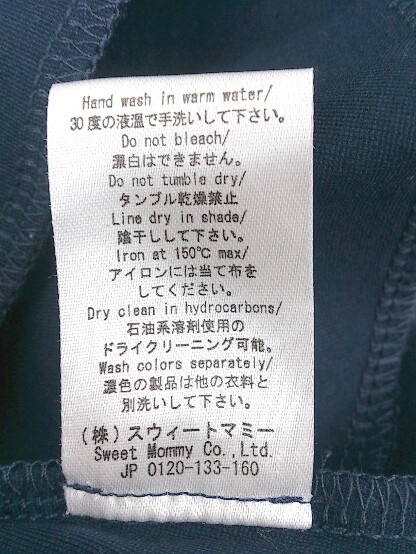 Hand wash in warm water/
30度の液温で手洗いして下さい。
Do not bleach/
漂白はできません。
Do not tumble dry/
タンブル乾燥禁止
Line dry in shade/
陰干しして下さい。
Iron at 150℃ max/
アイロンには当て布を
してください。
Dry clean in hydrocarbons/
石油系溶剤使用の
ドライクリーニング可能。
Wash colors separately/
濃色の製品は他の衣料と
別洗いして下さい。
(株)スウィートマミー
Sweet Mommy Co.,Ltd.
JP 0120-133-160